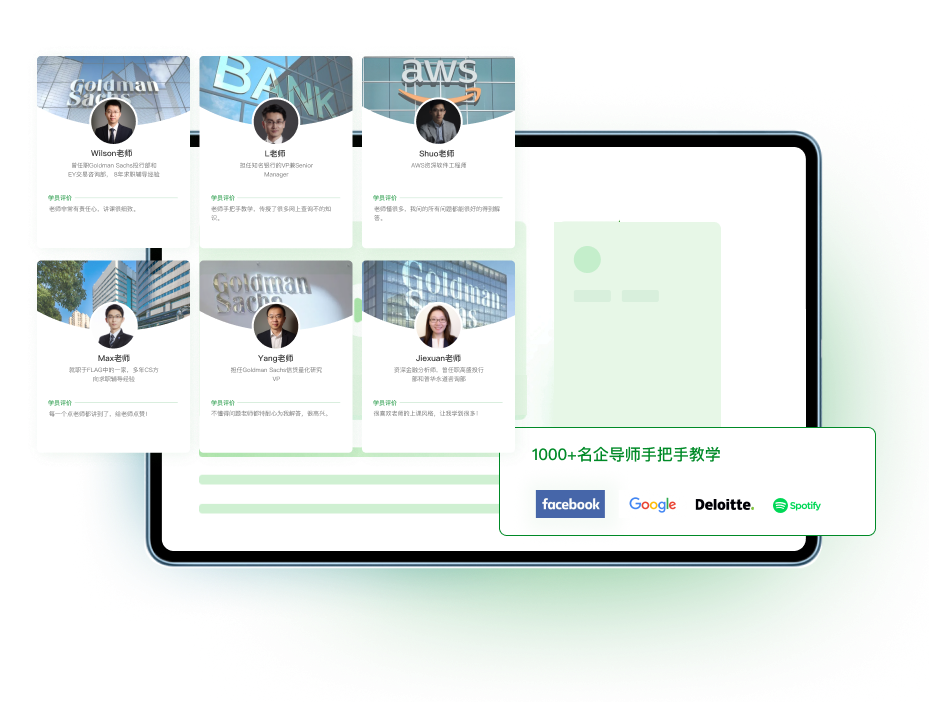 Goldman
Sachs
Wilson老师
曾任职Goldman Sachs投行部和
EY交易咨询部， 8年求职辅导经验
学员评价
老师非常有责任心，讲课很细致。
BANK
L老师
担任知名银行的VP兼Senior
Manager
学员评价
老师手把手教学，传授了很多网上查询不的知
识。
aws
Shuo老师
AWS资深软件工程师
学员评价
老师懂很多，我问的所有问题都能很好的得到解
答。
Max老师
就职于FLAG中的一家，多年CS方
向求职辅导经验
学员评价
每一个点老师都讲到了，给老师点赞！
Goldman
Sachs
Yang老师
担任Goldman Sachs信贷量化研究
VP
学员评价
不懂得问题老师都特耐心为我解答，很高兴。
Goldman
Sachs
Jiexuan老师
资深金融分析师，曾任职高盛投行
部和普华永道咨询部
学员评价
很喜欢老师的上课风格，让我学到很多！
1000+名企导师手把手教学
facebook
Google
Deloitte.
Spotify